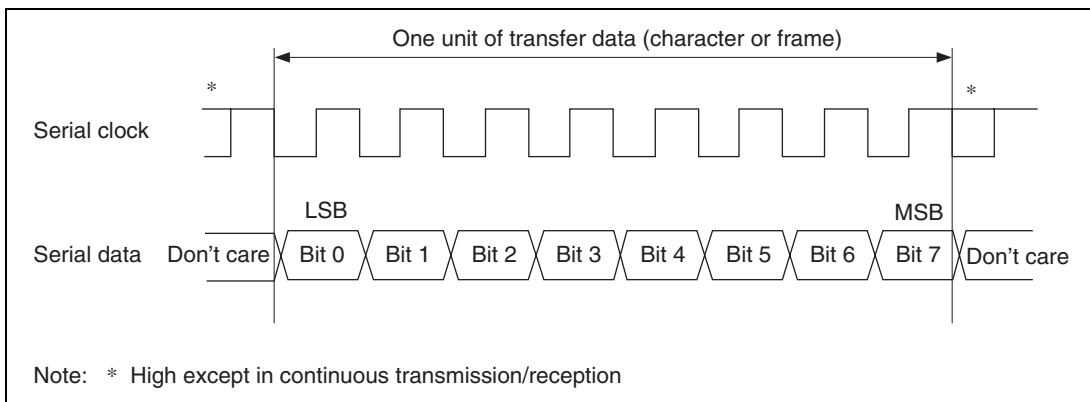 One unit of transfer data (character or frame)
* *
Serial clock
LSB MSB
Serial data Don't care Bit 0 Bit 1 Bit 2 Bit 3 Bit 4 Bit 5 Bit 6 Bit 7 Don't care
Note: * High except in continuous transmission/reception